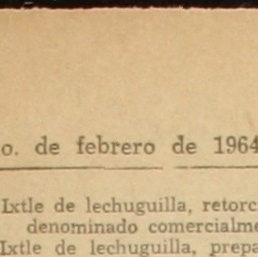 o. de febrero de 1964
Ixtle de lechuguilla, retorc
denominado comercialme
Ixtle de lechuguilla, prepa